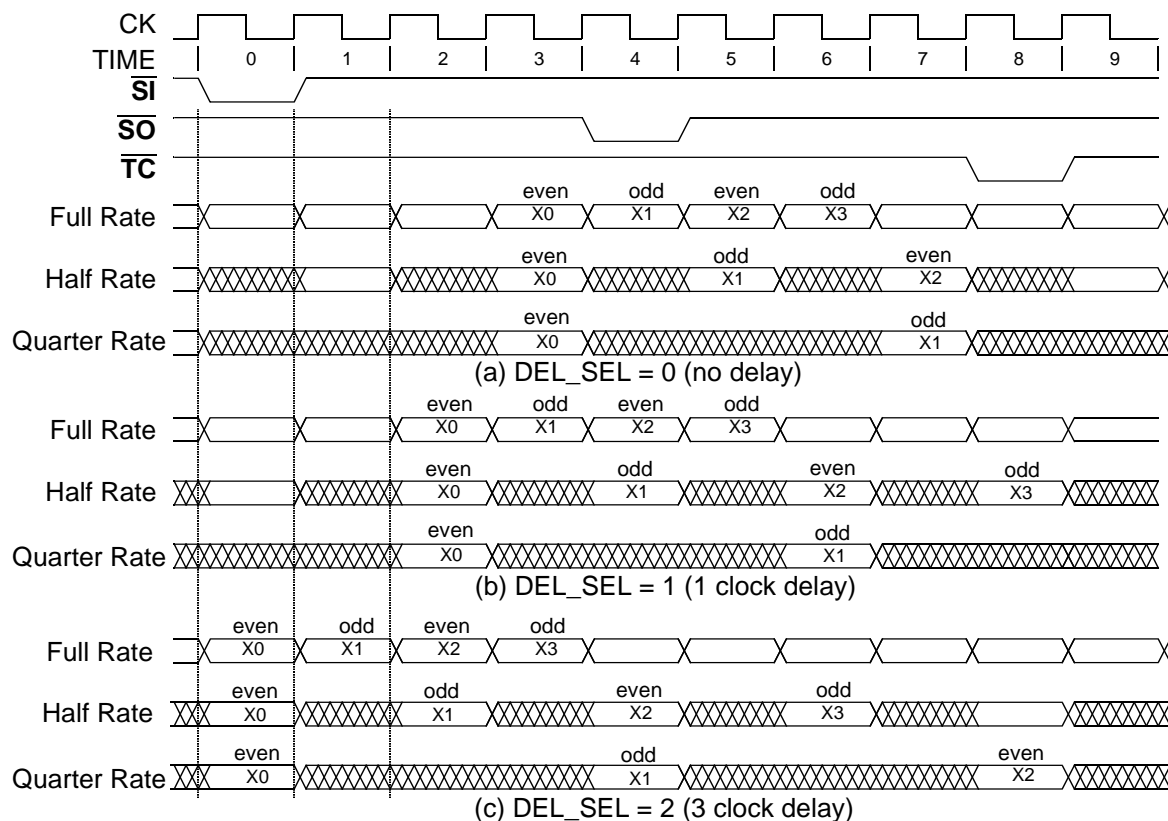 CK
TIME 0 1 2 3 4 5 6 7 8 9
SI
SO
TC
even odd even odd
Full Rate X0 X1 X2 X3
even odd even
Half Rate X0 X1 X2
even odd
Quarter Rate X0 X1
(a) DEL_SEL = 0 (no delay)
even odd even odd
Full Rate X0 X1 X2 X3
even odd even odd
Half Rate X0 X1 X2 X3
even odd
Quarter Rate X0 X1
(b) DEL_SEL = 1 (1 clock delay)
even odd even odd
Full Rate X0 X1 X2 X3
even odd even odd
Half Rate X0 X1 X2 X3
even odd even
Quarter Rate X0 X1 X2
(c) DEL_SEL = 2 (3 clock delay)